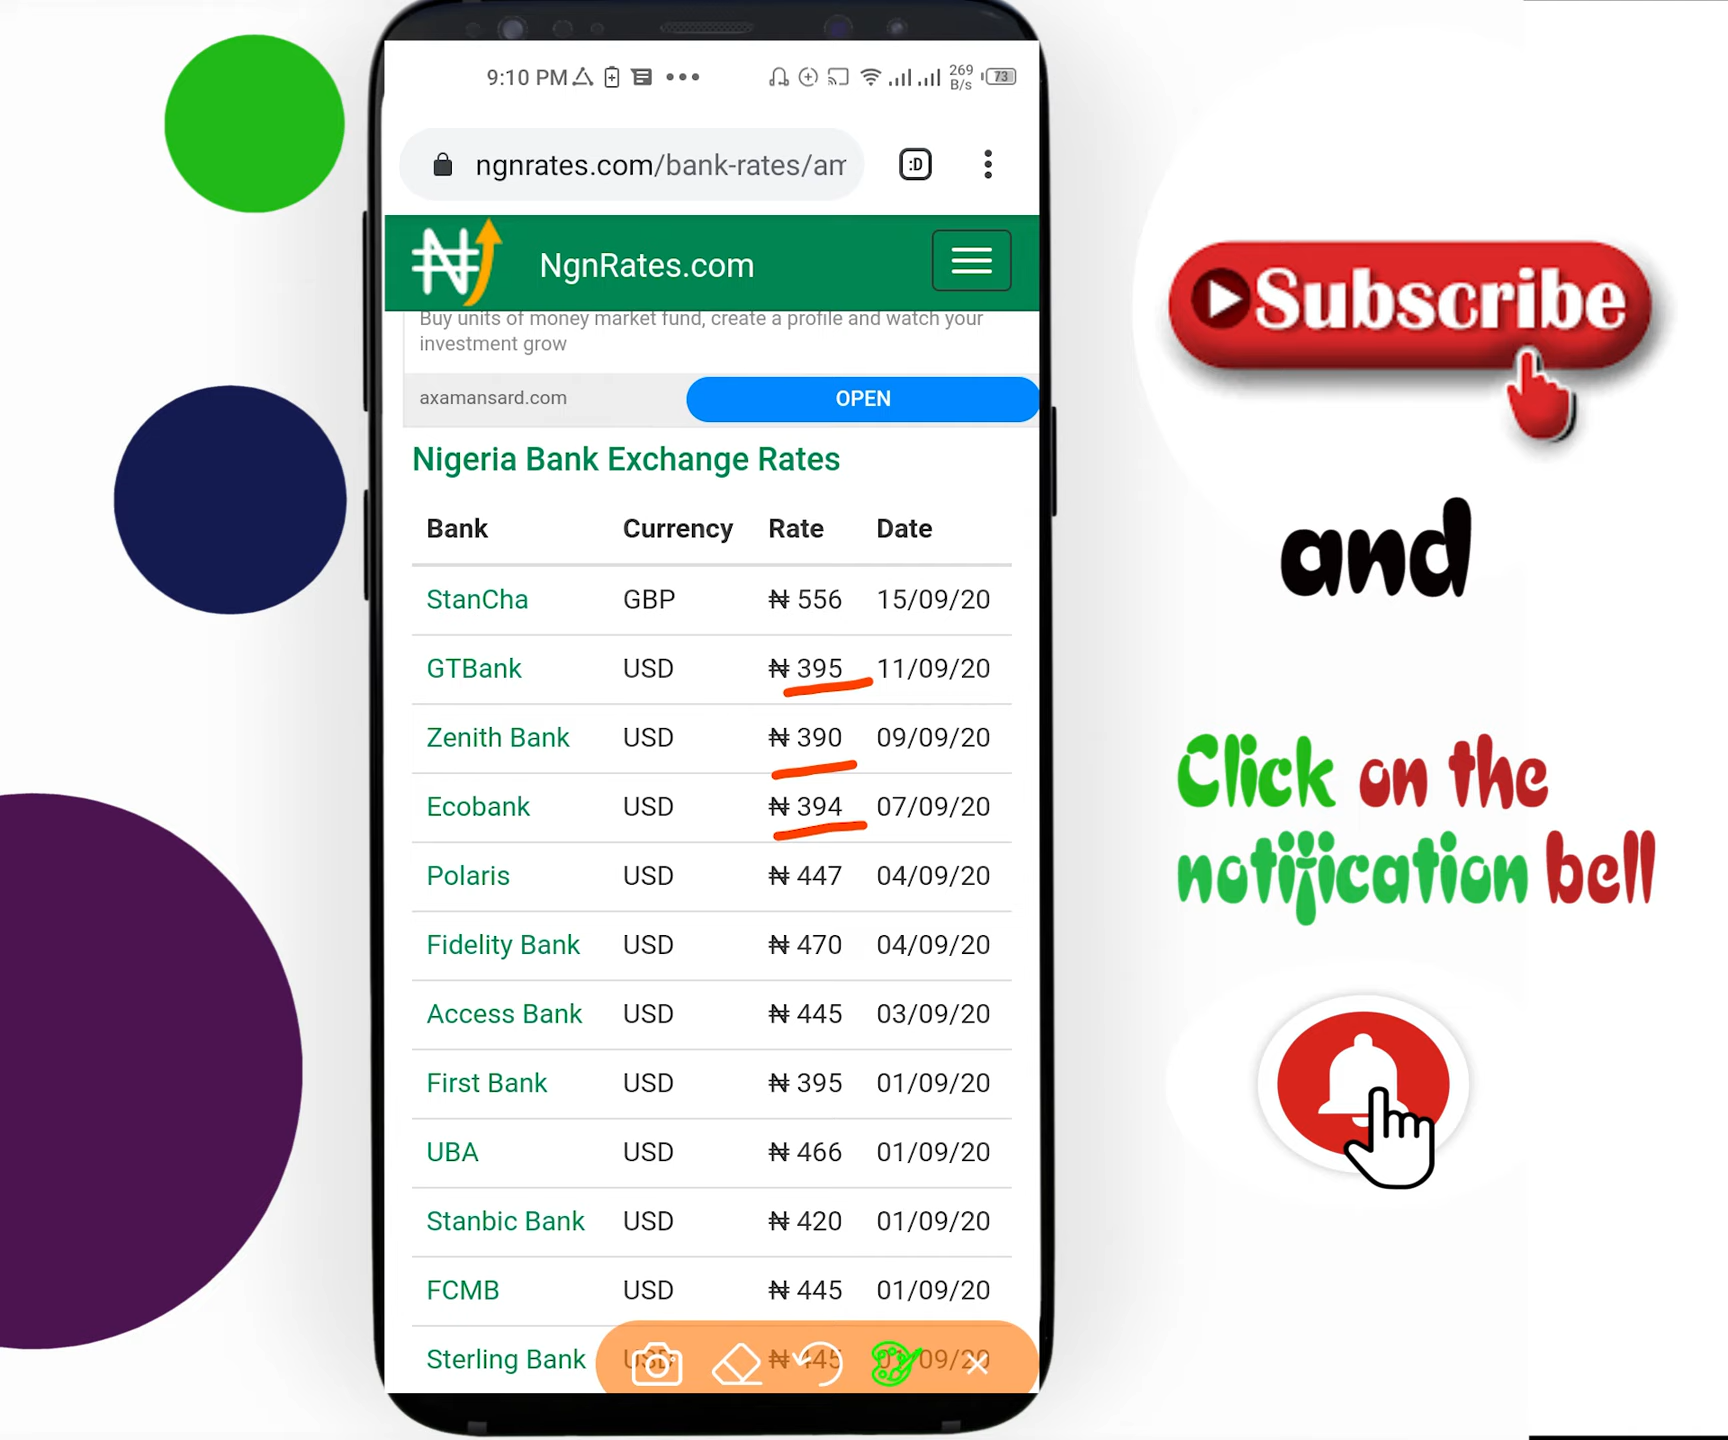 9:10 PM
269
B/s
73
ngnrates.com/bank-rates/am
:D
NgnRates.com
Buy units of money market fund, create a profile and watch your
investment grow
axamansard.com
OPEN
Nigeria Bank Exchange Rates
Bank Currency Rate Date
StanCha GBP ₦ 556 15/09/20
GTBank USD ₦ 395 11/09/20
Zenith Bank USD ₦ 390 09/09/20
Ecobank USD ₦ 394 07/09/20
Polaris USD ₦ 447 04/09/20
Fidelity Bank USD ₦ 470 04/09/20
Access Bank USD ₦ 445 03/09/20
First Bank USD ₦ 395 01/09/20
UBA USD ₦ 466 01/09/20
Stanbic Bank USD ₦ 420 01/09/20
FCMB USD ₦ 445 01/09/20
Sterling Bank USD ₦ 445 01/09/20
Subscribe
and
Click on the
notification bell